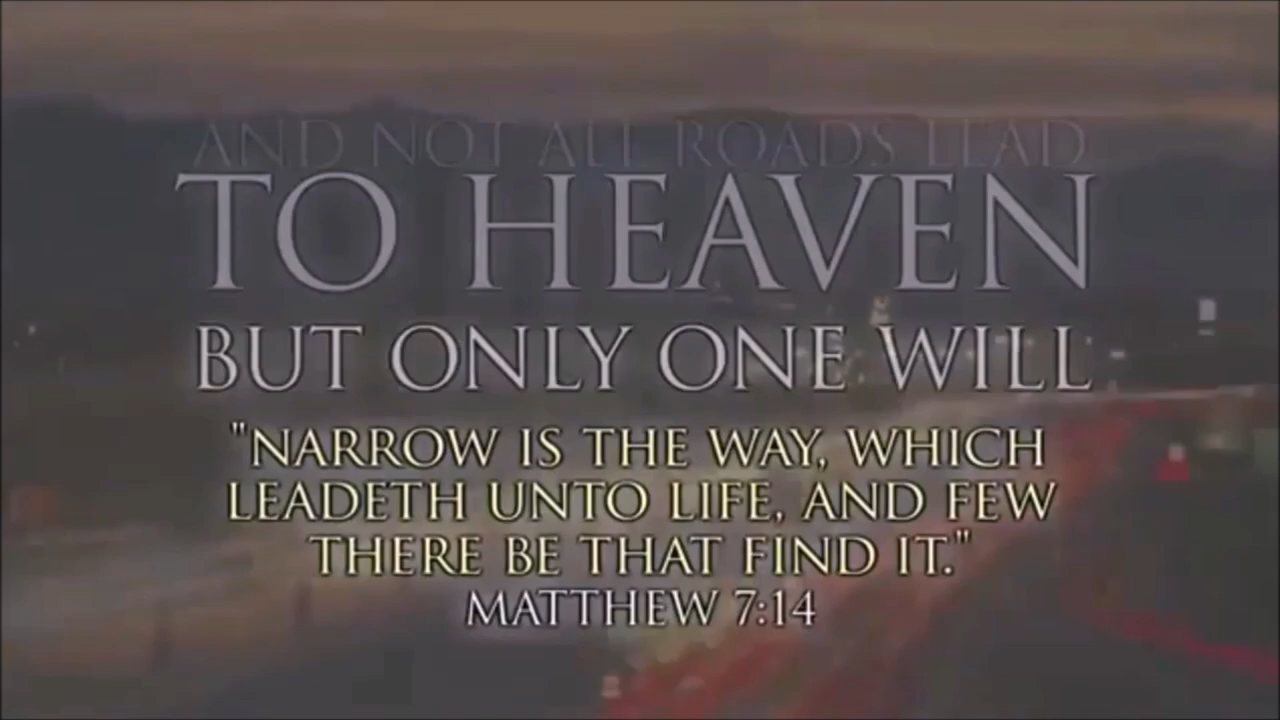 AND NOT ALL ROADS LEAD
TO HEAVEN
BUT ONLY ONE WILL
"NARROW IS THE WAY, WHICH
LEADETH UNTO LIFE, AND FEW
THERE BE THAT FIND IT."
MATTHEW 7:14